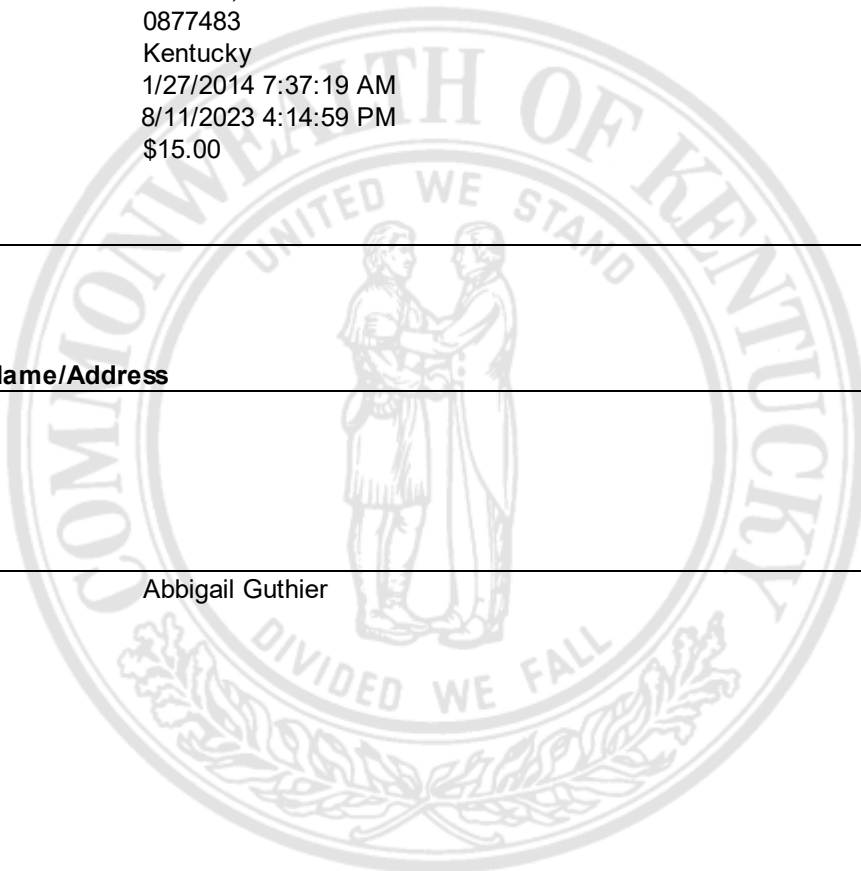 0877483
Kentucky
1/27/2014 7:37:19 AM
8/11/2023 4:14:59 PM
$15.00
COMMONWEALTH OF KENTUCKY
UNITED WE STAND
ame/Address
Abbigail Guthier
DIVIDED WE FALL